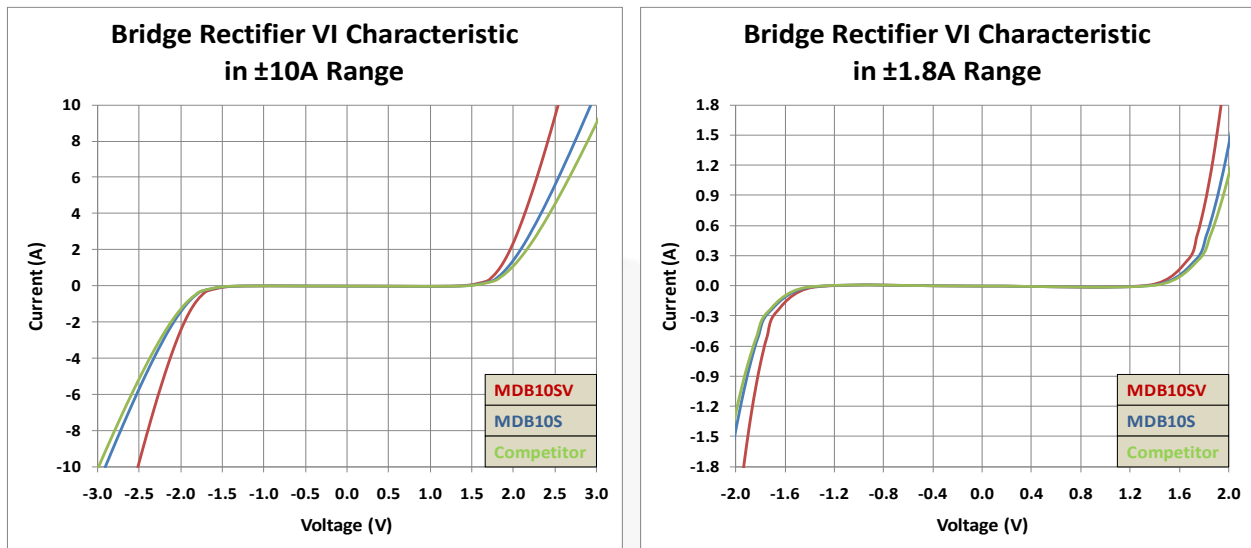 Bridge Rectifier VI Characteristic
in ±10A Range
10
8
6
4
2
0
-2
-4
-6
-8
-10
Current (A)
-3.0 -2.5 -2.0 -1.5 -1.0 -0.5 0.0 0.5 1.0 1.5 2.0 2.5 3.0
Voltage (V)
MDB10SV
MDB10S
Competitor
Bridge Rectifier VI Characteristic
in ±1.8A Range
1.8
1.5
1.2
0.9
0.6
0.3
0.0
-0.3
-0.6
-0.9
-1.2
-1.5
-1.8
Current (A)
-2.0 -1.6 -1.2 -0.8 -0.4 0.0 0.4 0.8 1.2 1.6 2.0
Voltage (V)
MDB10SV
MDB10S
Competitor